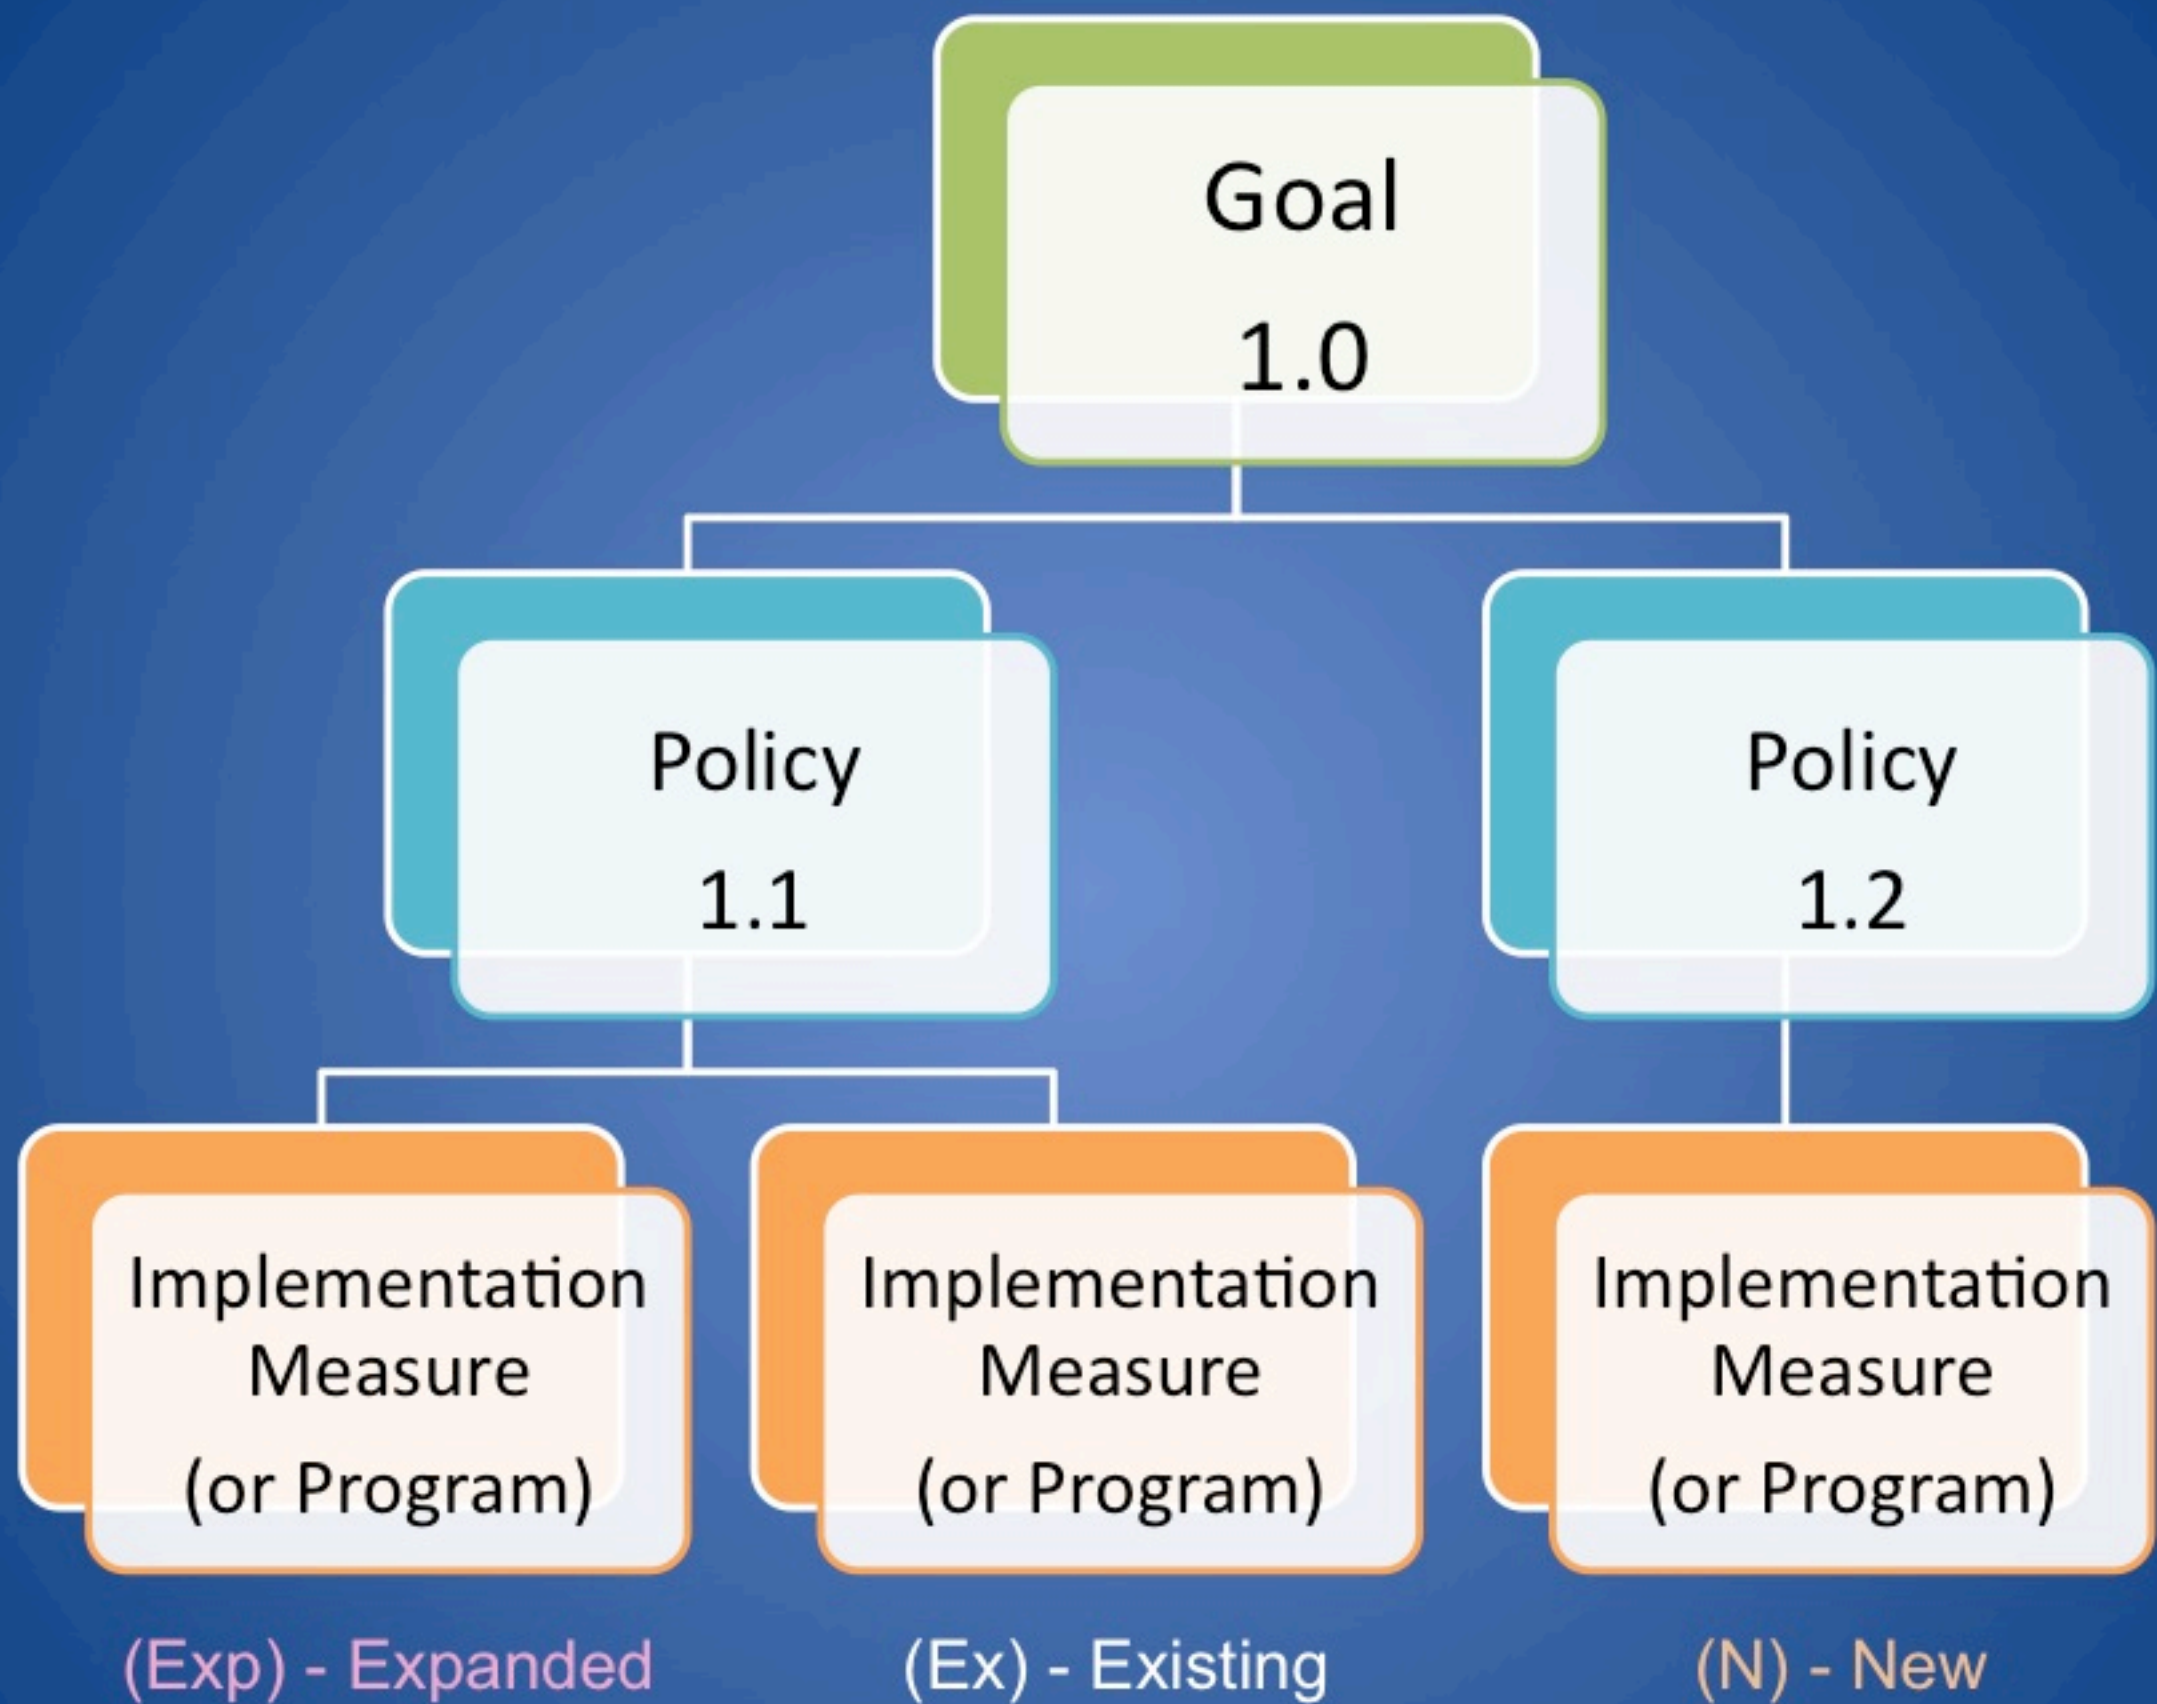 Goal
1.0
Policy
1.1
Policy
1.2
Implementation
Measure
(or Program)
Implementation
Measure
(or Program)
Implementation
Measure
(or Program)
(Exp) - Expanded
(Ex) - Existing
(N) - New